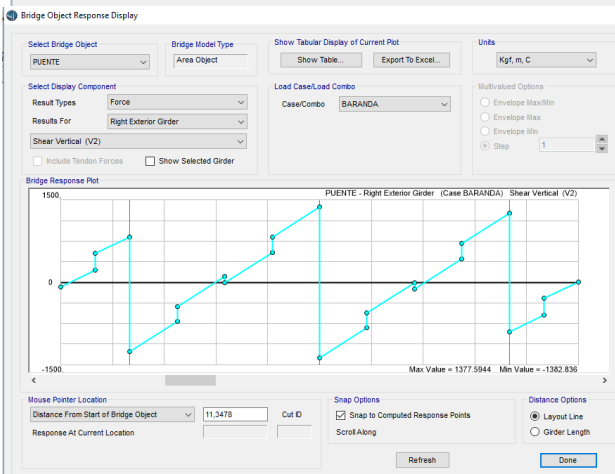 Bridge Object Response Display
Select Bridge Object
PUENTE
Bridge Model Type
Area Object
Show Tabular Display of Current Plot
Show Table...
Export To Excel...
Units
Kgf, m, C
Select Display Component
Result Types
Force
Results For
Right Exterior Girder
Shear Vertical (V2)
Include Tendon Forces
Show Selected Girder
Load Case/Load Combo
Case/Combo
BARANDA
Multivalued Options
Envelope Max/Min
Envelope Max
Envelope Min
Step
1
Bridge Response Plot
1500.
PUENTE - Right Exterior Girder (Case BARANDA) Shear Vertical (V2)
0
-1500.
Max Value = 1377.5944 Min Value = -1382.836
Mouse Pointer Location
Distance From Start of Bridge Object
11,3478
Cut ID
Response At Current Location
Snap Options
Snap to Computed Response Points
Scroll Along
Distance Options
Layout Line
Girder Length
Refresh
Done